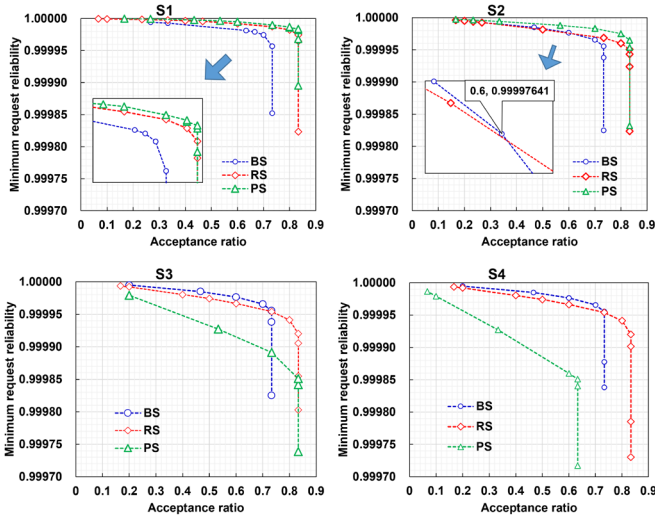 S1
Minimum request reliability
1.00000
0.99995
0.99990
0.99985
0.99980
0.99975
0.99970
BS
RS
PS
0 0.1 0.2 0.3 0.4 0.5 0.6 0.7 0.8 0.9
Acceptance ratio
S2
Minimum request reliability
1.00000
0.99995
0.99990
0.99985
0.99980
0.99975
0.99970
0.6, 0.99997641
BS
RS
PS
0 0.1 0.2 0.3 0.4 0.5 0.6 0.7 0.8 0.9
Acceptance ratio
S3
Minimum request reliability
1.00000
0.99995
0.99990
0.99985
0.99980
0.99975
0.99970
BS
RS
PS
0 0.1 0.2 0.3 0.4 0.5 0.6 0.7 0.8 0.9
Acceptance ratio
S4
Minimum request reliability
1.00000
0.99995
0.99990
0.99985
0.99980
0.99975
0.99970
BS
RS
PS
0 0.1 0.2 0.3 0.4 0.5 0.6 0.7 0.8 0.9
Acceptance ratio